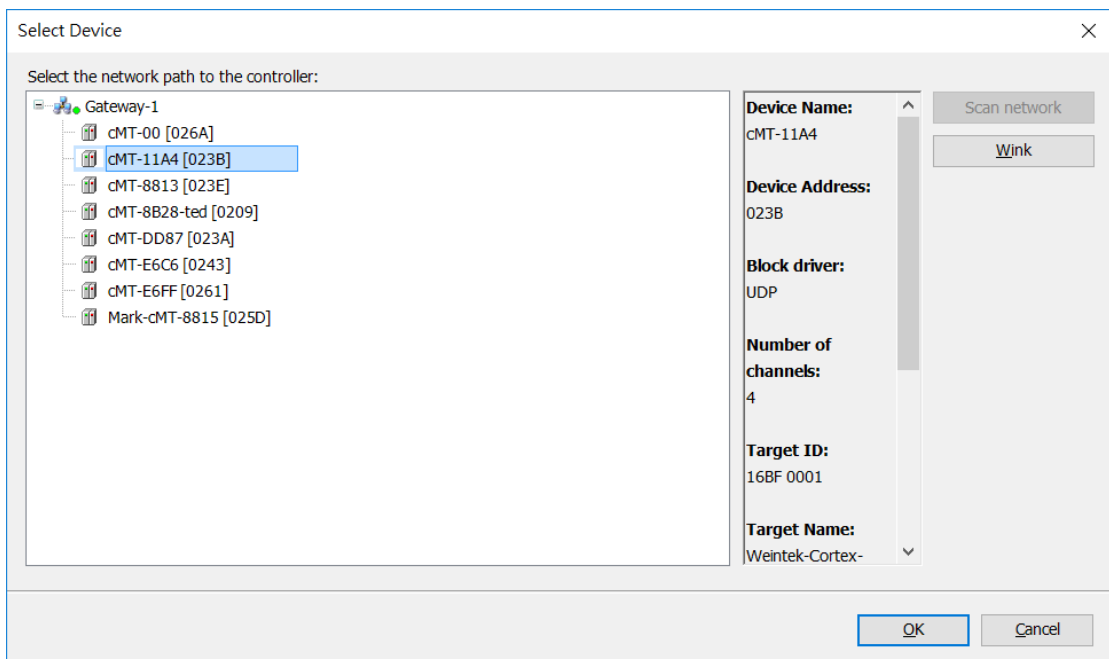 Select Device
Select the network path to the controller:
Gateway-1
cMT-00 [026A]
cMT-11A4 [023B]
cMT-8813 [023E]
cMT-8B28-ted [0209]
cMT-DD87 [023A]
cMT-E6C6 [0243]
cMT-E6FF [0261]
Mark-cMT-8815 [025D]
Device Name:
cMT-11A4
Device Address:
023B
Block driver:
UDP
Number of
channels:
4
Target ID:
16BF 0001
Target Name:
Weintek-Cortex-
Scan network
Wink
OK
Cancel